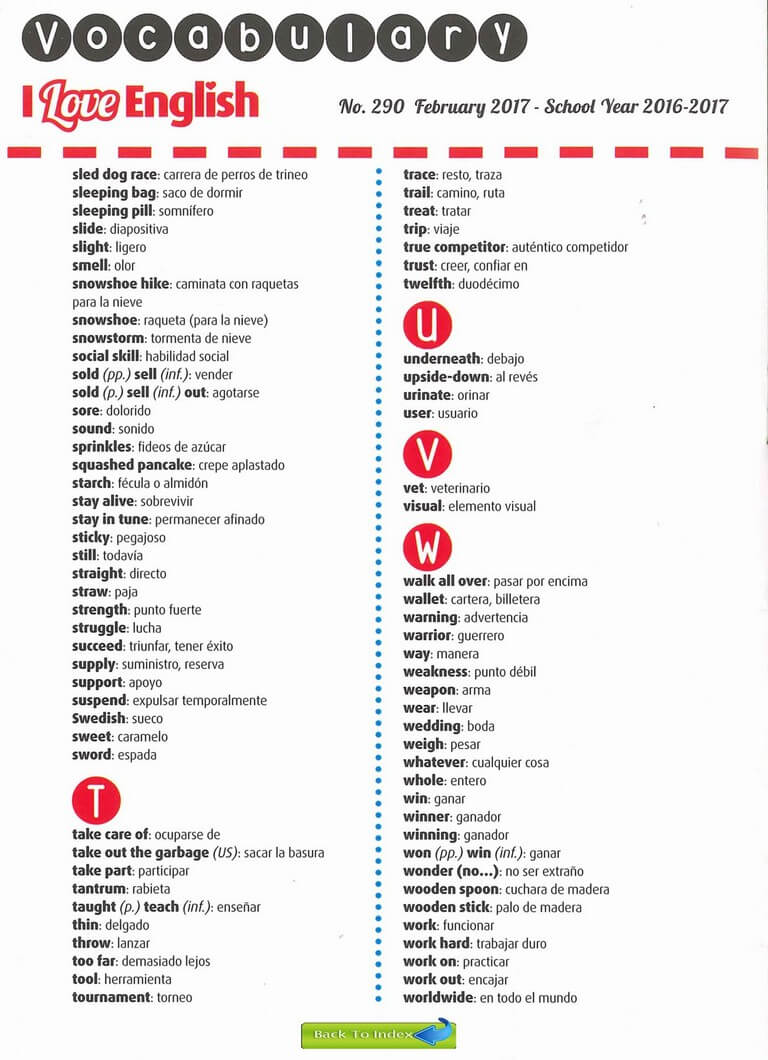 Vocabulary
I Love English
No. 290 February 2017 - School Year 2016-2017
sled dog race: carrera de perros de trineo
sleeping bag: saco de dormir
sleeping pill: somnífero
slide: diapositiva
slight: ligero
smell: olor
snowshoe hike: caminata con raquetas
para la nieve
snowshoe: raqueta (para la nieve)
snowstorm: tormenta de nieve
social skill: habilidad social
sold (pp.) sell (inf.): vender
sold (p.) sell (inf.) out: agotarse
sore: dolorido
sound: sonido
sprinkles: fideos de azúcar
squashed pancake: crepe aplastado
starch: fécula o almidón
stay alive: sobrevivir
stay in tune: permanecer afinado
sticky: pegajoso
still: todavía
straight: directo
straw: paja
strength: punto fuerte
struggle: lucha
succeed: triunfar, tener éxito
supply: suministro, reserva
support: apoyo
suspend: expulsar temporalmente
Swedish: sueco
sweet: caramelo
sword: espada
T
take care of: ocuparse de
take out the garbage (US): sacar la basura
take part: participar
tantrum: rabieta
taught (p.) teach (inf.): enseñar
thin: delgado
throw: lanzar
too far: demasiado lejos
tool: herramienta
tournament: torneo
trace: resto, traza
trail: camino, ruta
treat: tratar
trip: viaje
true competitor: auténtico competidor
trust: creer, confiar en
twelfth: duodécimo
U
underneath: debajo
upside-down: al revés
urinate: orinar
user: usuario
V
vet: veterinario
visual: elemento visual
W
walk all over: pasar por encima
wallet: cartera, billetera
warning: advertencia
warrior: guerrero
way: manera
weakness: punto débil
weapon: arma
wear: llevar
wedding: boda
weigh: pesar
whatever: cualquier cosa
whole: entero
win: ganar
winner: ganador
winning: ganador
won (pp.) win (inf.): ganar
wonder (no...): no ser extraño
wooden spoon: cuchara de madera
wooden stick: palo de madera
work: funcionar
work hard: trabajar duro
work on: practicar
work out: encajar
worldwide: en todo el mundo
Back To Index